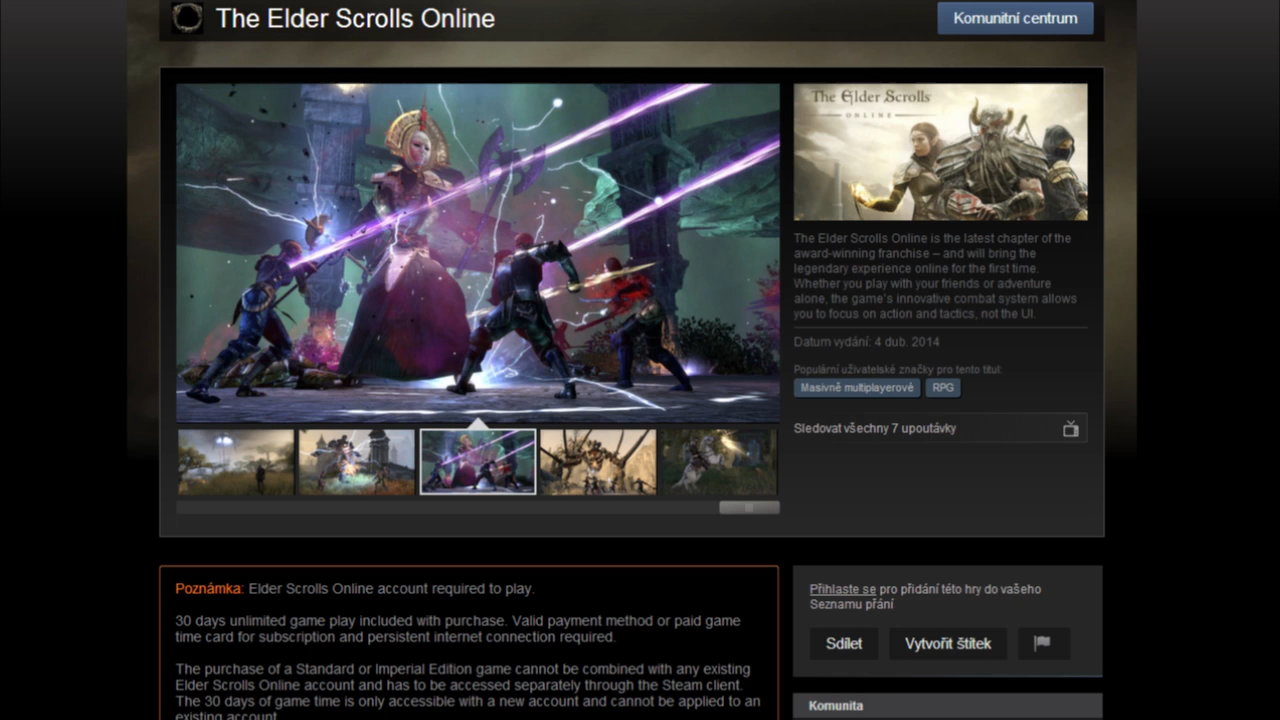 The Elder Scrolls Online
Komunitní centrum
The Elder Scrolls
ONLINE
The Elder Scrolls Online is the latest chapter of the
award-winning franchise – and will bring the
legendary experience online for the first time.
Whether you play with your friends or adventure
alone, the game's innovative combat system allows
you to focus on action and tactics, not the UI.
Datum vydání: 4 dub. 2014
Populární uživatelské značky pro tento titul:
Masivně multiplayerové RPG
Sledovat všechny 7 upoutávky
Poznámka: Elder Scrolls Online account required to play.
30 days unlimited game play included with purchase. Valid payment method or paid game
time card for subscription and persistent internet connection required.
The purchase of a Standard or Imperial Edition game cannot be combined with any existing
Elder Scrolls Online account and has to be accessed separately through the Steam client.
The 30 days of game time is only accessible with a new account and cannot be applied to an
existing account.
Přihlaste se pro přidání této hry do vašeho
Seznamu přání
Sdílet Vytvořit štítek
Komunita